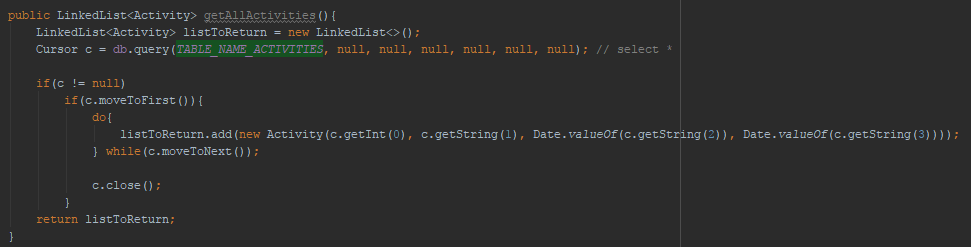 public LinkedList<Activity> getAllActivities(){
    LinkedList<Activity> listToReturn = new LinkedList<>();
    Cursor c = db.query(TABLE_NAME_ACTIVITIES, null, null, null, null, null, null); // select *

    if(c != null)
        if(c.moveToFirst()){
            do{
                listToReturn.add(new Activity(c.getInt(0), c.getString(1), Date.valueOf(c.getString(2)), Date.valueOf(c.getString(3))));
            } while(c.moveToNext());

            c.close();
        }
    return listToReturn;
}